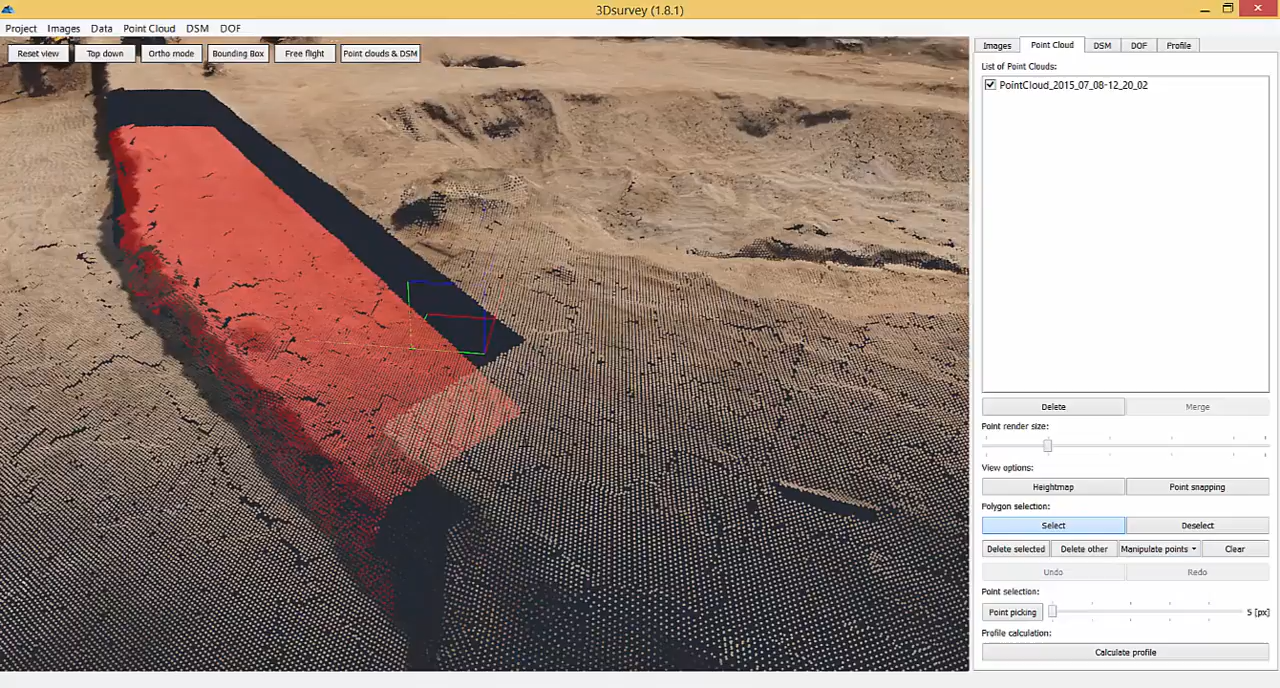 3Dsurvey (1.8.1)
Project Images Data Point Cloud DSM DOF
Reset view Top down Ortho mode Bounding Box Free flight Point clouds & DSM
Images Point Cloud DSM DOF Profile
List of Point Clouds:
PointCloud_2015_07_08-12_20_02
Delete Merge
Point render size:
View options:
Heightmap Point snapping
Polygon selection:
Select Deselect
Delete selected Delete other Manipulate points Clear
Undo Redo
Point selection:
Point picking 5 [px]
Profile calculation:
Calculate profile